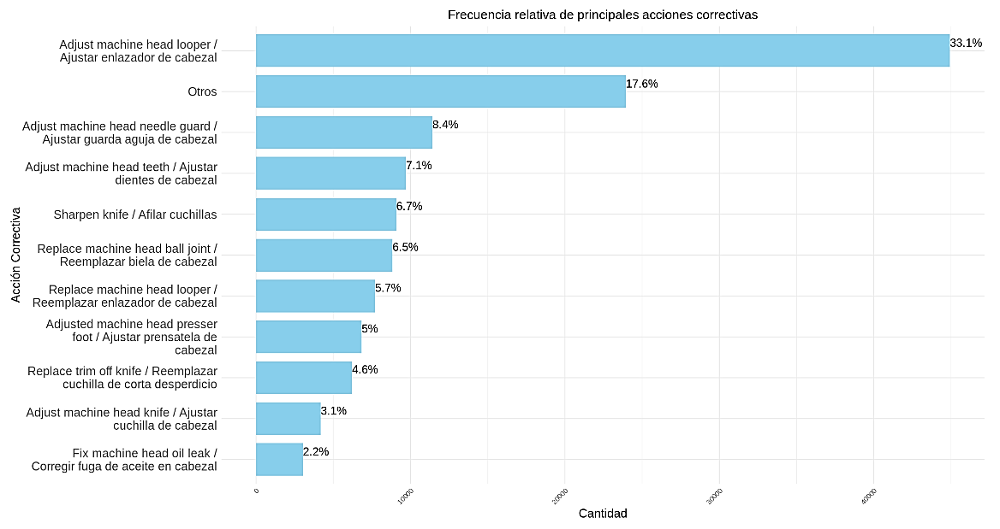 Frecuencia relativa de principales acciones correctivas
Adjust machine head looper /
Ajustar enlazador de cabezal
33.1%
Otros
17.6%
Adjust machine head needle guard /
Ajustar guarda aguja de cabezal
8.4%
Adjust machine head teeth / Ajustar
dientes de cabezal
7.1%
Sharpen knife / Afilar cuchillas
6.7%
Replace machine head ball joint /
Reemplazar biela de cabezal
6.5%
Replace machine head looper /
Reemplazar enlazador de cabezal
5.7%
Adjusted machine head presser
foot / Ajustar prensatela de
cabezal
5%
Replace trim off knife / Reemplazar
cuchilla de corta desperdicio
4.6%
Adjust machine head knife / Ajustar
cuchilla de cabezal
3.1%
Fix machine head oil leak /
Corregir fuga de aceite en cabezal
2.2%
Acción Correctiva
0
10000
20000
30000
40000
Cantidad